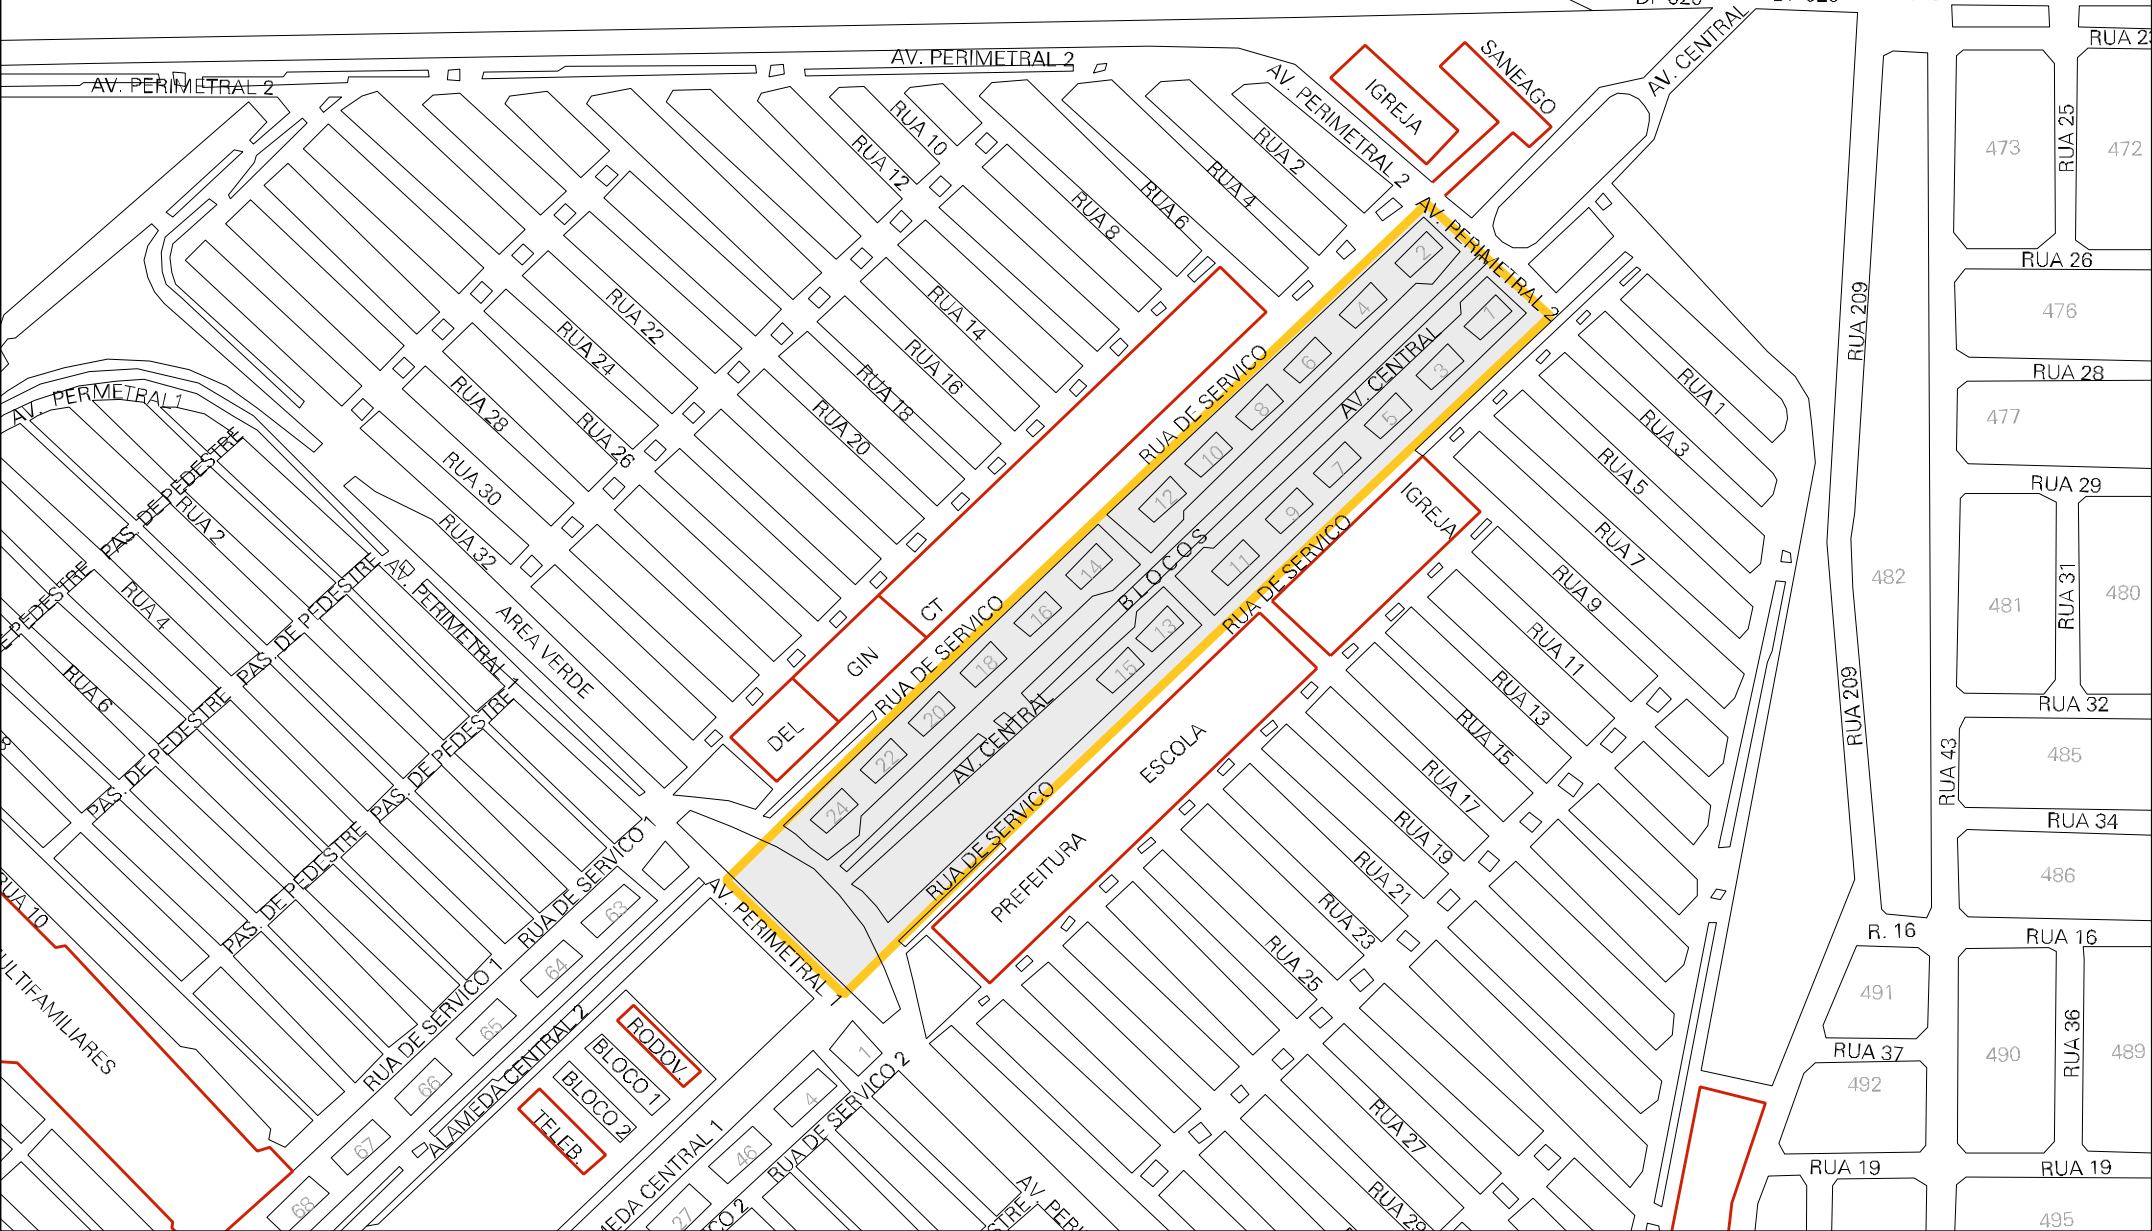 AV. PERIMETRAL 2
AV. PERIMETRAL 2
AV. PERIMETRAL 2
IGREJA
SANEAGO
AV. CENTRAL
RUA 10
RUA 12
RUA 2
RUA 4
RUA 6
RUA 8
RUA 14
RUA 16
RUA 18
RUA 20
RUA 22
RUA 24
RUA 26
RUA 28
RUA 30
RUA 32
AV. PERIMETRAL 2
2
4
6
8
10
12
14
16
18
20
22
24
1
3
5
7
9
11
13
15
AV. CENTRAL
BLOCOS
AV. CENTRAL
RUA DE SERVICO
RUA DE SERVICO
RUA DE SERVICO
RUA DE SERVICO
CT
GIN
DEL
IGREJA
ESCOLA
PREFEITURA
AV. PERIMETRAL 1
RUA 1
RUA 3
RUA 5
RUA 7
RUA 9
RUA 11
RUA 13
RUA 15
RUA 17
RUA 19
RUA 21
RUA 23
RUA 25
RUA 27
RUA 29
AV. PERMETRAL 1
PAS. DE PEDESTRE
DE PEDESTRE
PAS. DE PEDESTRE
PAS. DE PEDESTRE
PAS. DE PEDESTRE
PAS. DE PEDESTRE
RUA 2
RUA 4
RUA 6
RUA 10
AV. PERIMETRAL 1
AREA VERDE
RUA DE SERVICO 1
RUA DE SERVICO 1
63
64
65
66
67
68
ALAMEDA CENTRAL 2
RODOV.
BLOCO 1
BLOCO 2
TELEB.
1
4
46
27
RUA DE SERVICO 2
RUA 209
RUA 209
RUA 25
473
472
RUA 26
476
RUA 28
477
RUA 29
482
481
RUA 31
480
RUA 32
RUA 43
485
RUA 34
486
R. 16
RUA 16
491
490
RUA 36
489
RUA 37
492
RUA 19
RUA 19
495